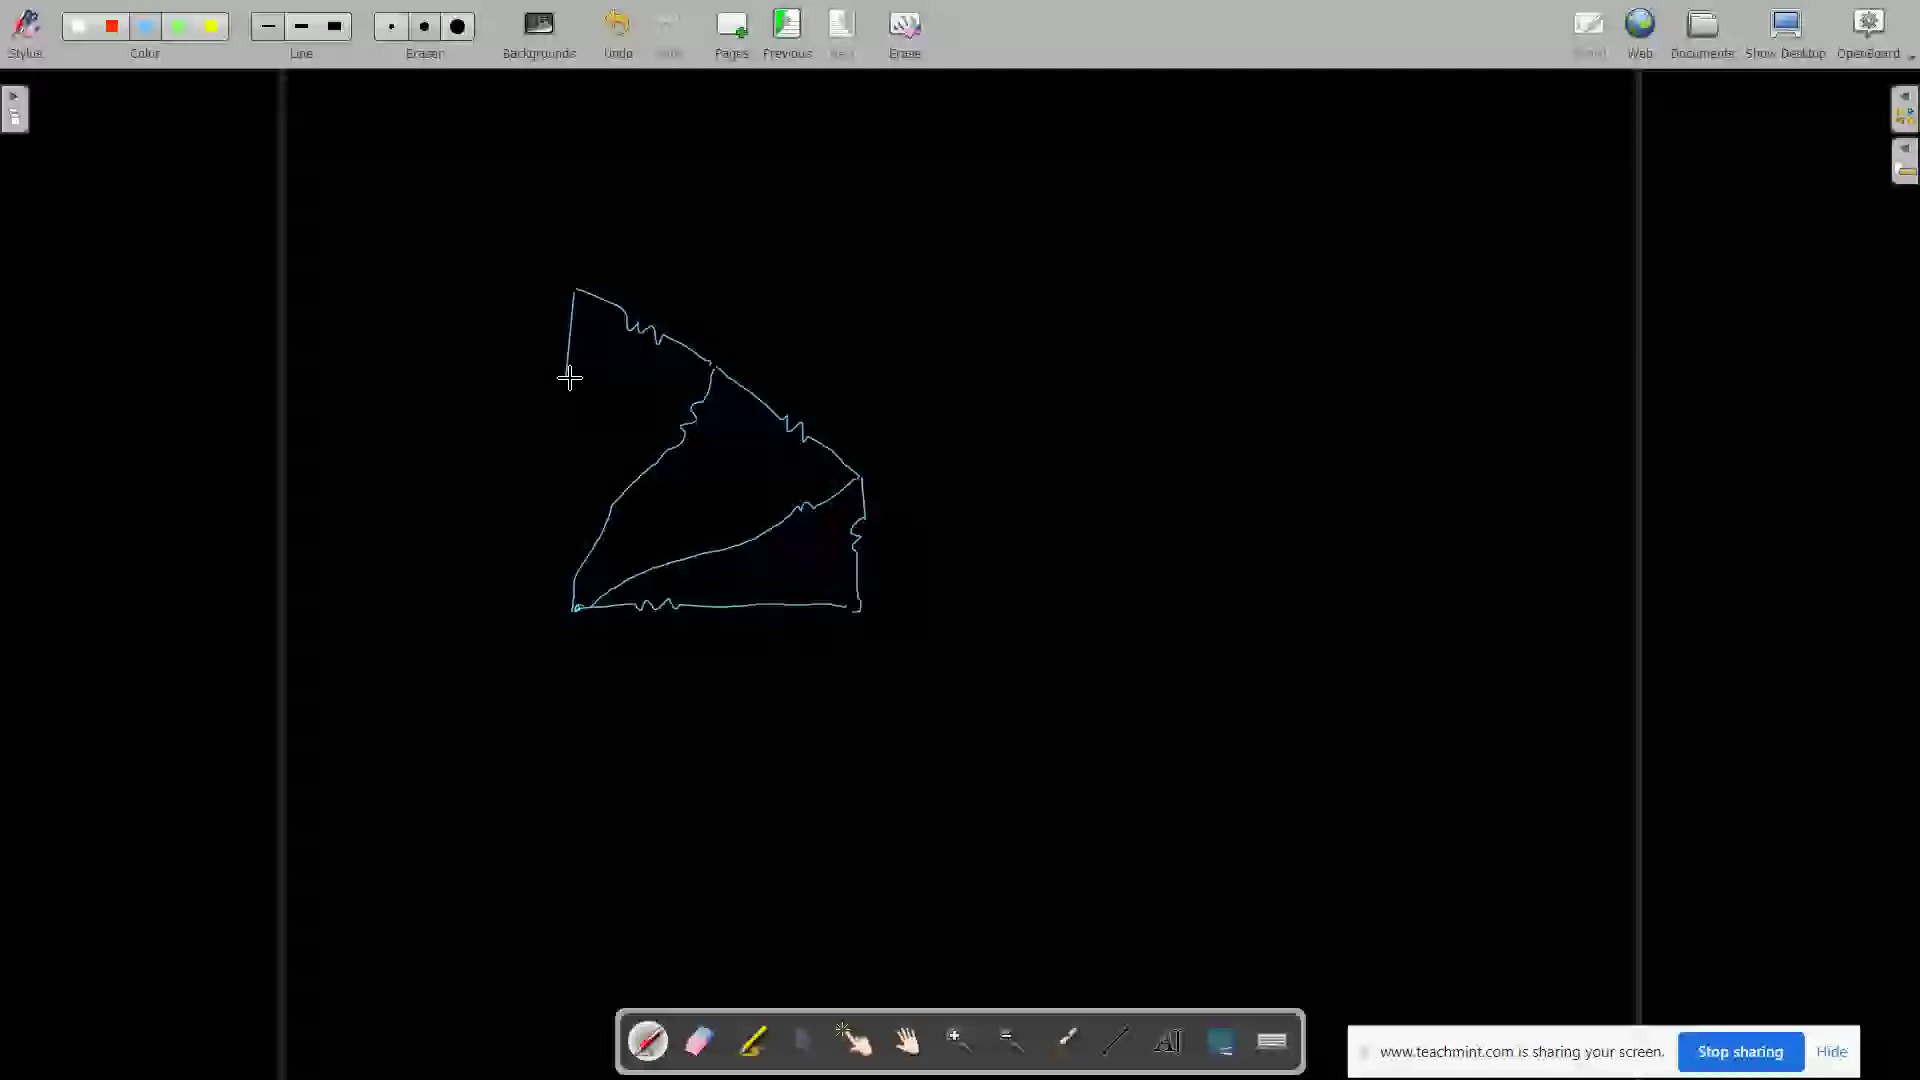 Stylus
Color
Line
Eraser
Backgrounds
Undo
Pages
Previous
Erase
Web
Documents
Show Desktop
OpenBoard
www.teachmint.com is sharing your screen.
Stop sharing
Hide